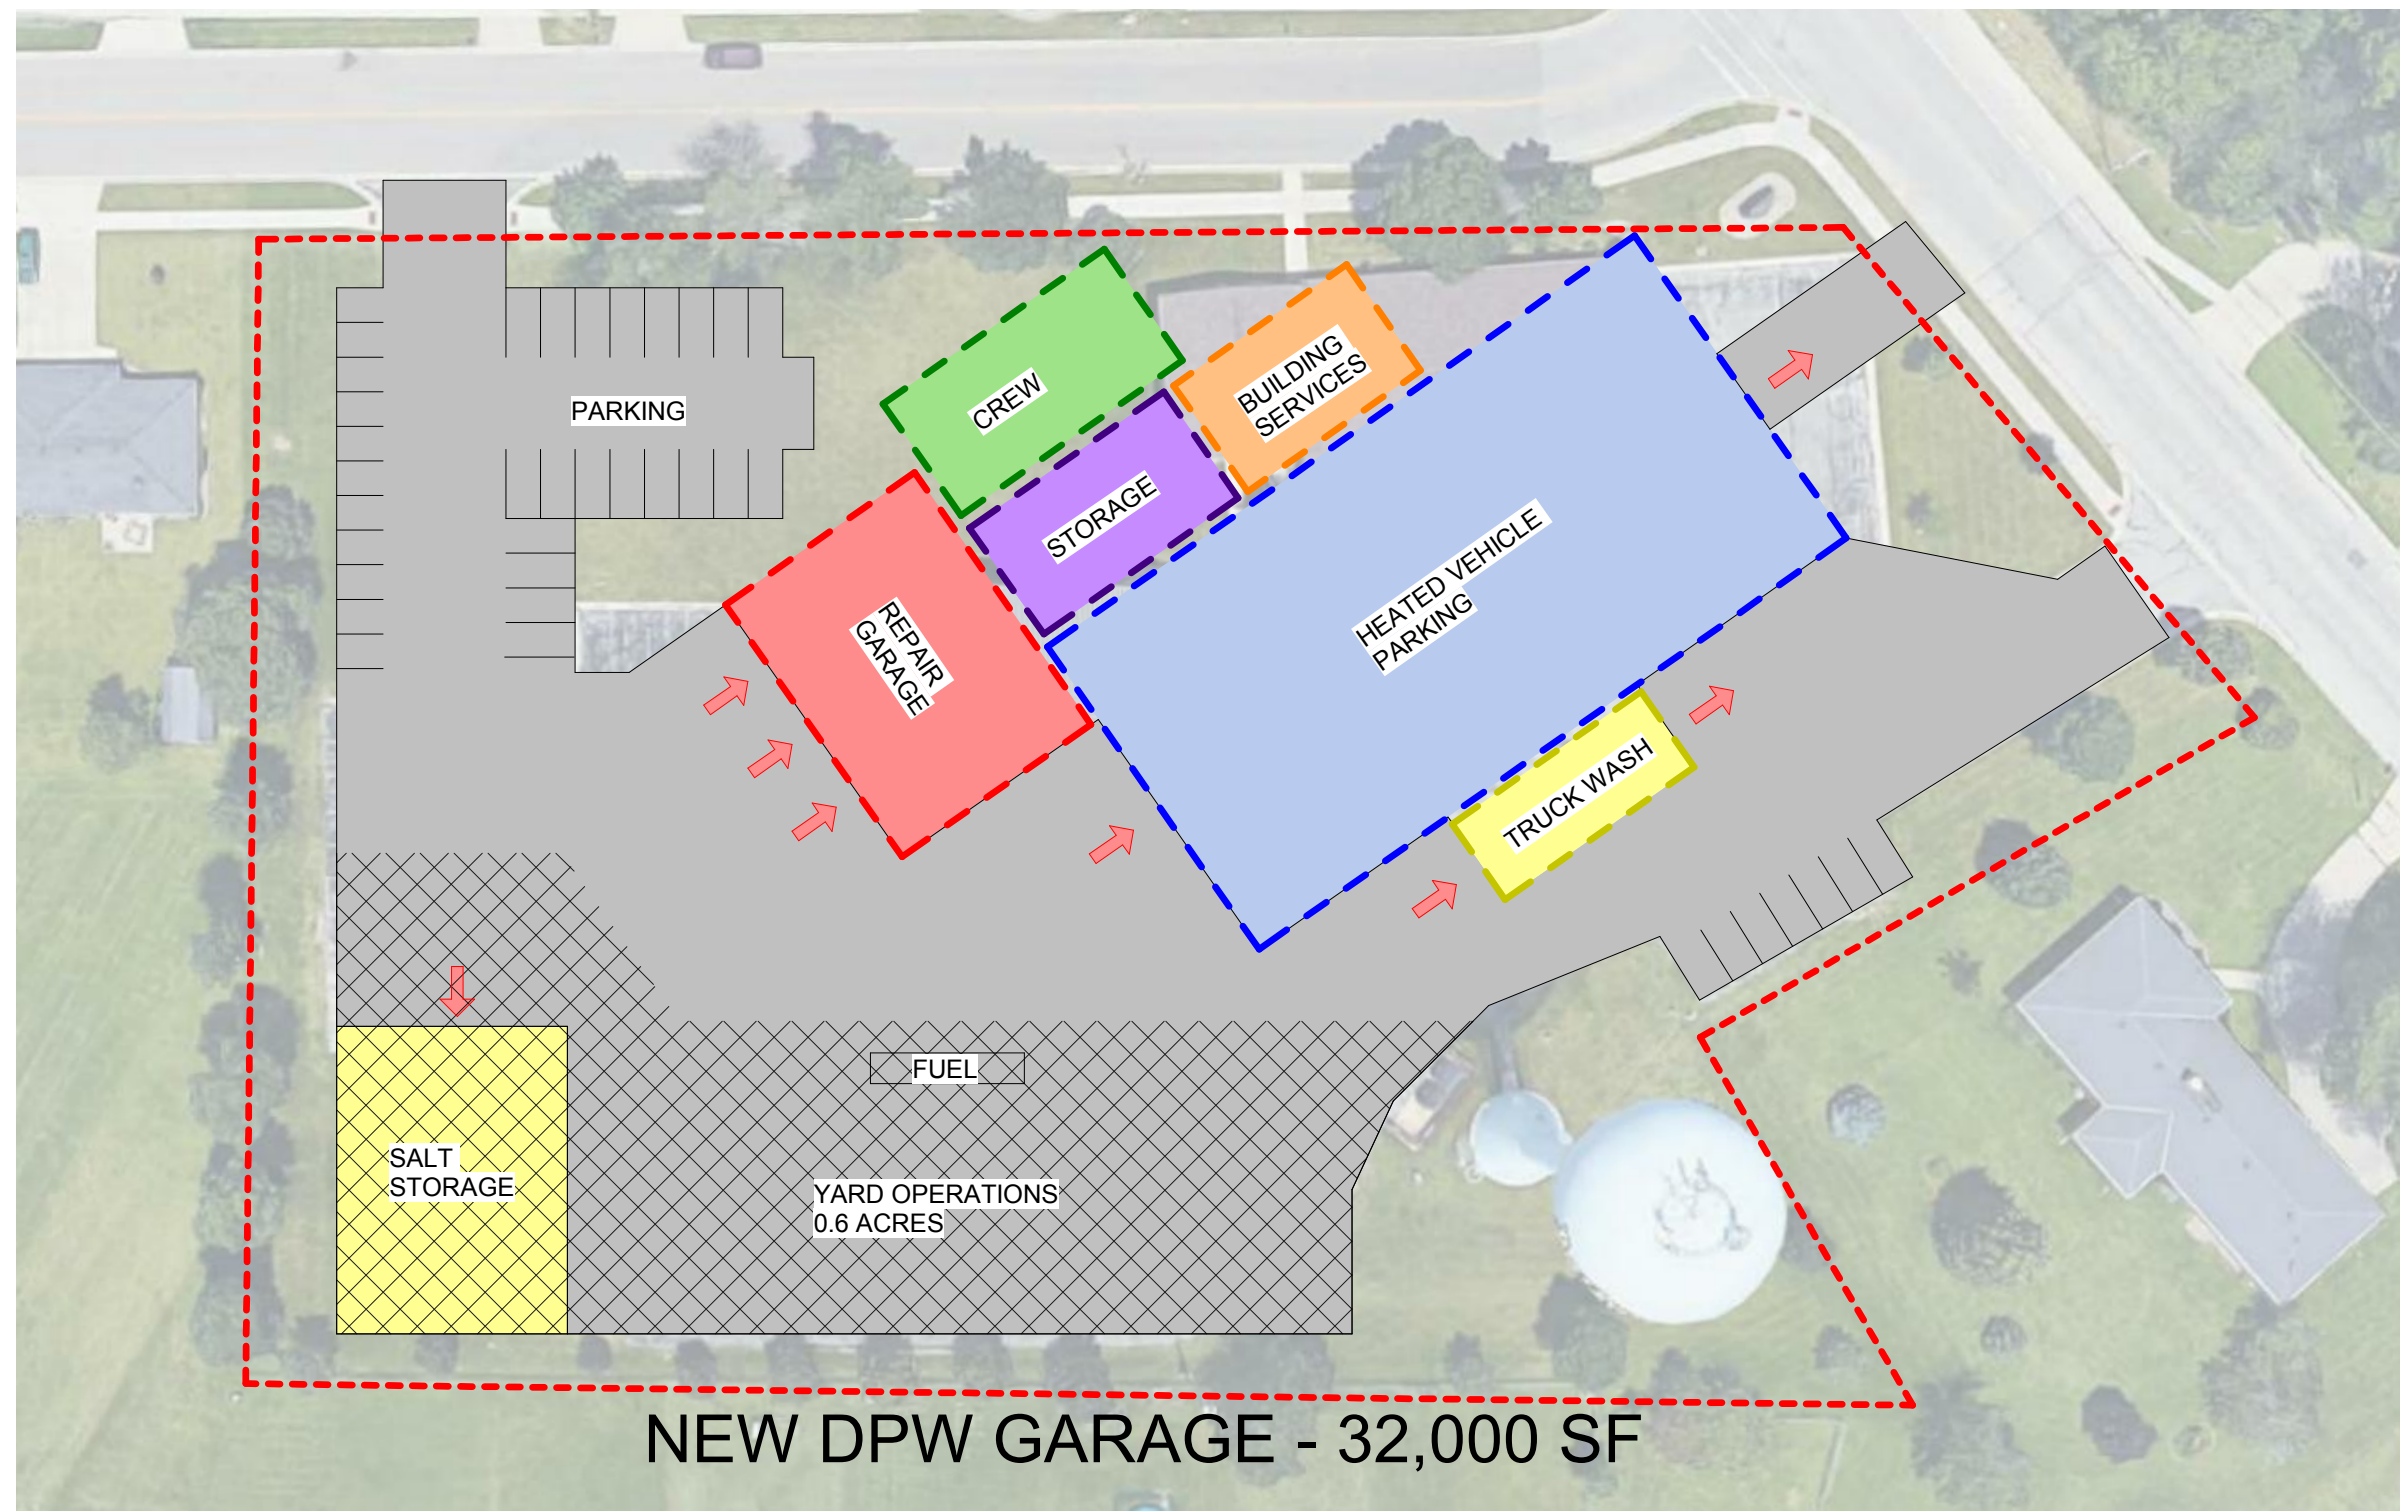 PARKING
CREW
BUILDING
SERVICES
STORAGE
HEATED VEHICLE
PARKING
REPAIR
GARAGE
TRUCK WASH
FUEL
SALT
STORAGE
YARD OPERATIONS
0.6 ACRES
NEW DPW GARAGE - 32,000 SF